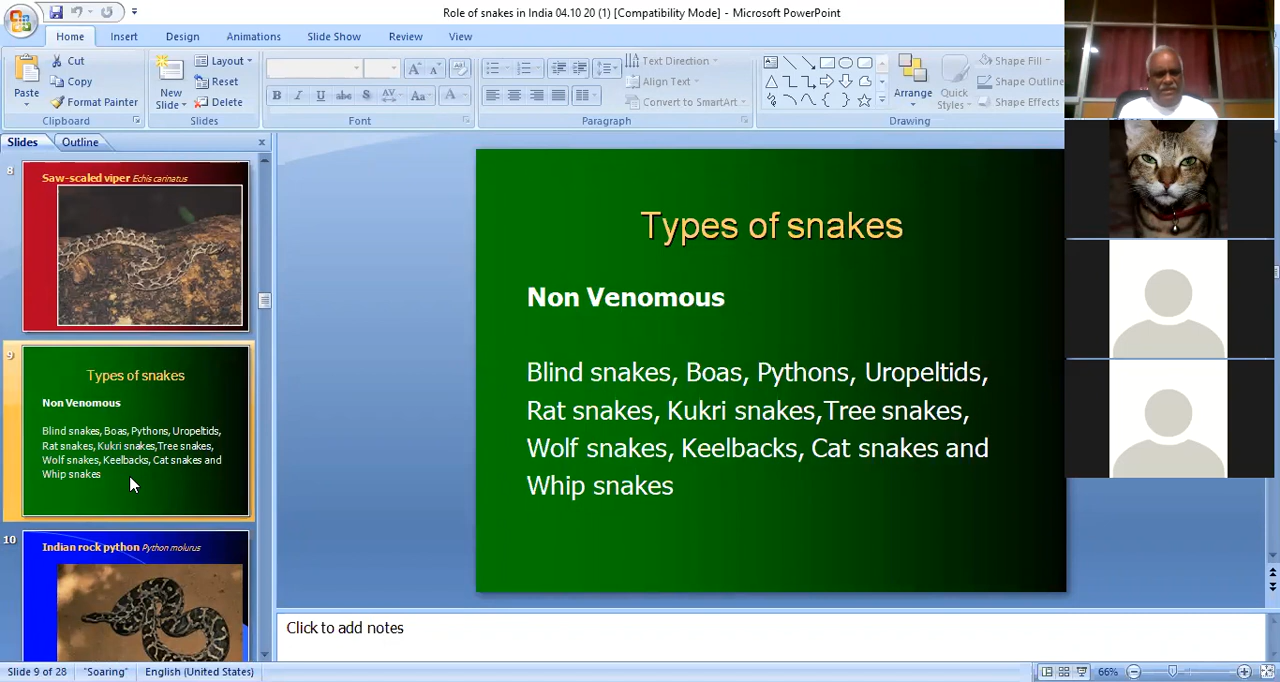 Role of snakes in India 04.10 20 (1) [Compatibility Mode] - Microsoft PowerPoint
Home Insert Design Animations Slide Show Review View
Paste
Cut
Copy
Format Painter
Clipboard
New
Slide
Layout
Reset
Delete
Slides
B I U abc S AV Aa A
Font
Text Direction
Align Text
Convert to SmartArt
Paragraph
Arrange
Quick
Styles
Shape Fill
Shape Outline
Shape Effects
Drawing
Slides Outline
8
Saw-scaled viper Echis carinatus
9
Types of snakes
Non Venomous
Blind snakes, Boas, Pythons, Uropeltids,
Rat snakes, Kukri snakes,Tree snakes,
Wolf snakes, Keelbacks, Cat snakes and
Whip snakes
10
Indian rock python Python molurus
Types of snakes
Non Venomous
Blind snakes, Boas, Pythons, Uropeltids,
Rat snakes, Kukri snakes,Tree snakes,
Wolf snakes, Keelbacks, Cat snakes and
Whip snakes
Click to add notes
Slide 9 of 28 "Soaring" English (United States) 66%